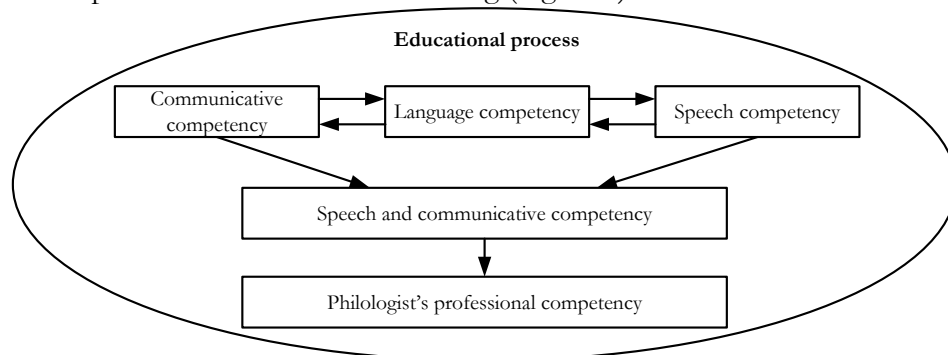 Educational process
Communicative
competency
Language competency
Speech competency
Speech and communicative competency
Philologist's professional competency